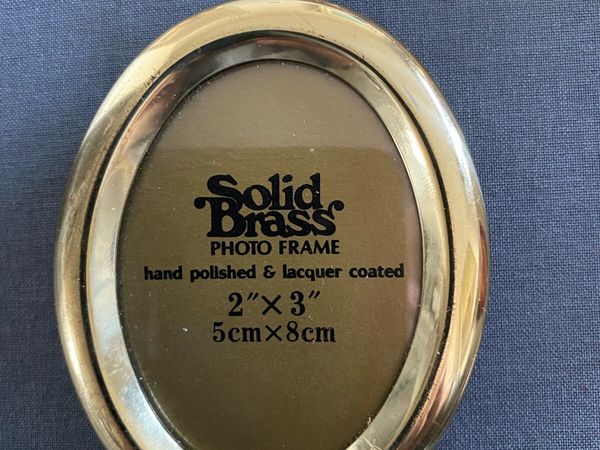 Solid
Brass
PHOTO FRAME
hand polished & lacquer coated
2″×3″
5cm×8cm